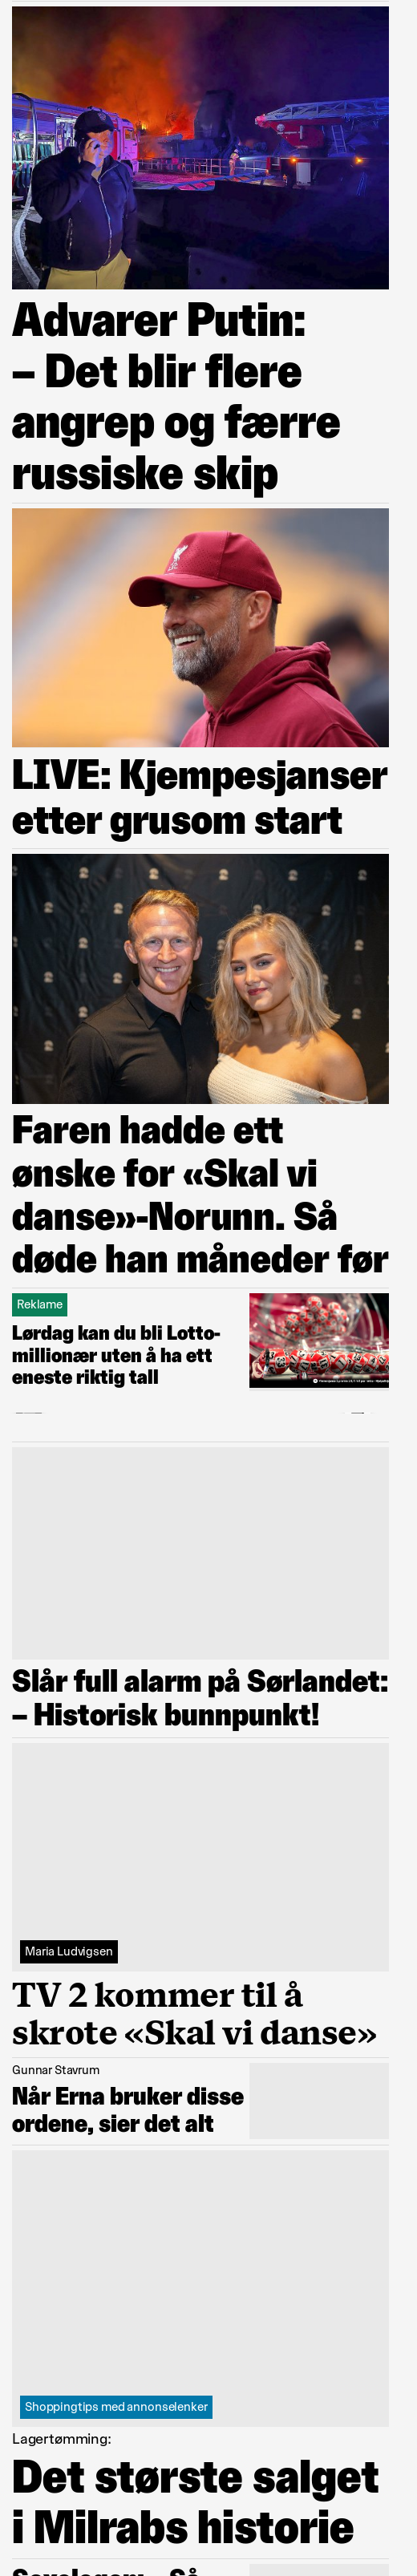 Advarer Putin:
– Det blir flere
angrep og færre
russiske skip
LIVE: Kjempesjanser
etter grusom start
Faren hadde ett
ønske for «Skal vi
danse»-Norunn. Så
døde han måneder før
Reklame
Lørdag kan du bli Lotto-
millionær uten å ha ett
eneste riktig tall
Slår full alarm på Sørlandet:
– Historisk bunnpunkt!
Maria Ludvigsen
TV 2 kommer til å
skrote «Skal vi danse»
Gunnar Stavrum
Når Erna bruker disse
ordene, sier det alt
Shoppingtips med annonselenker
Lagertømming:
Det største salget
i Milrabs historie